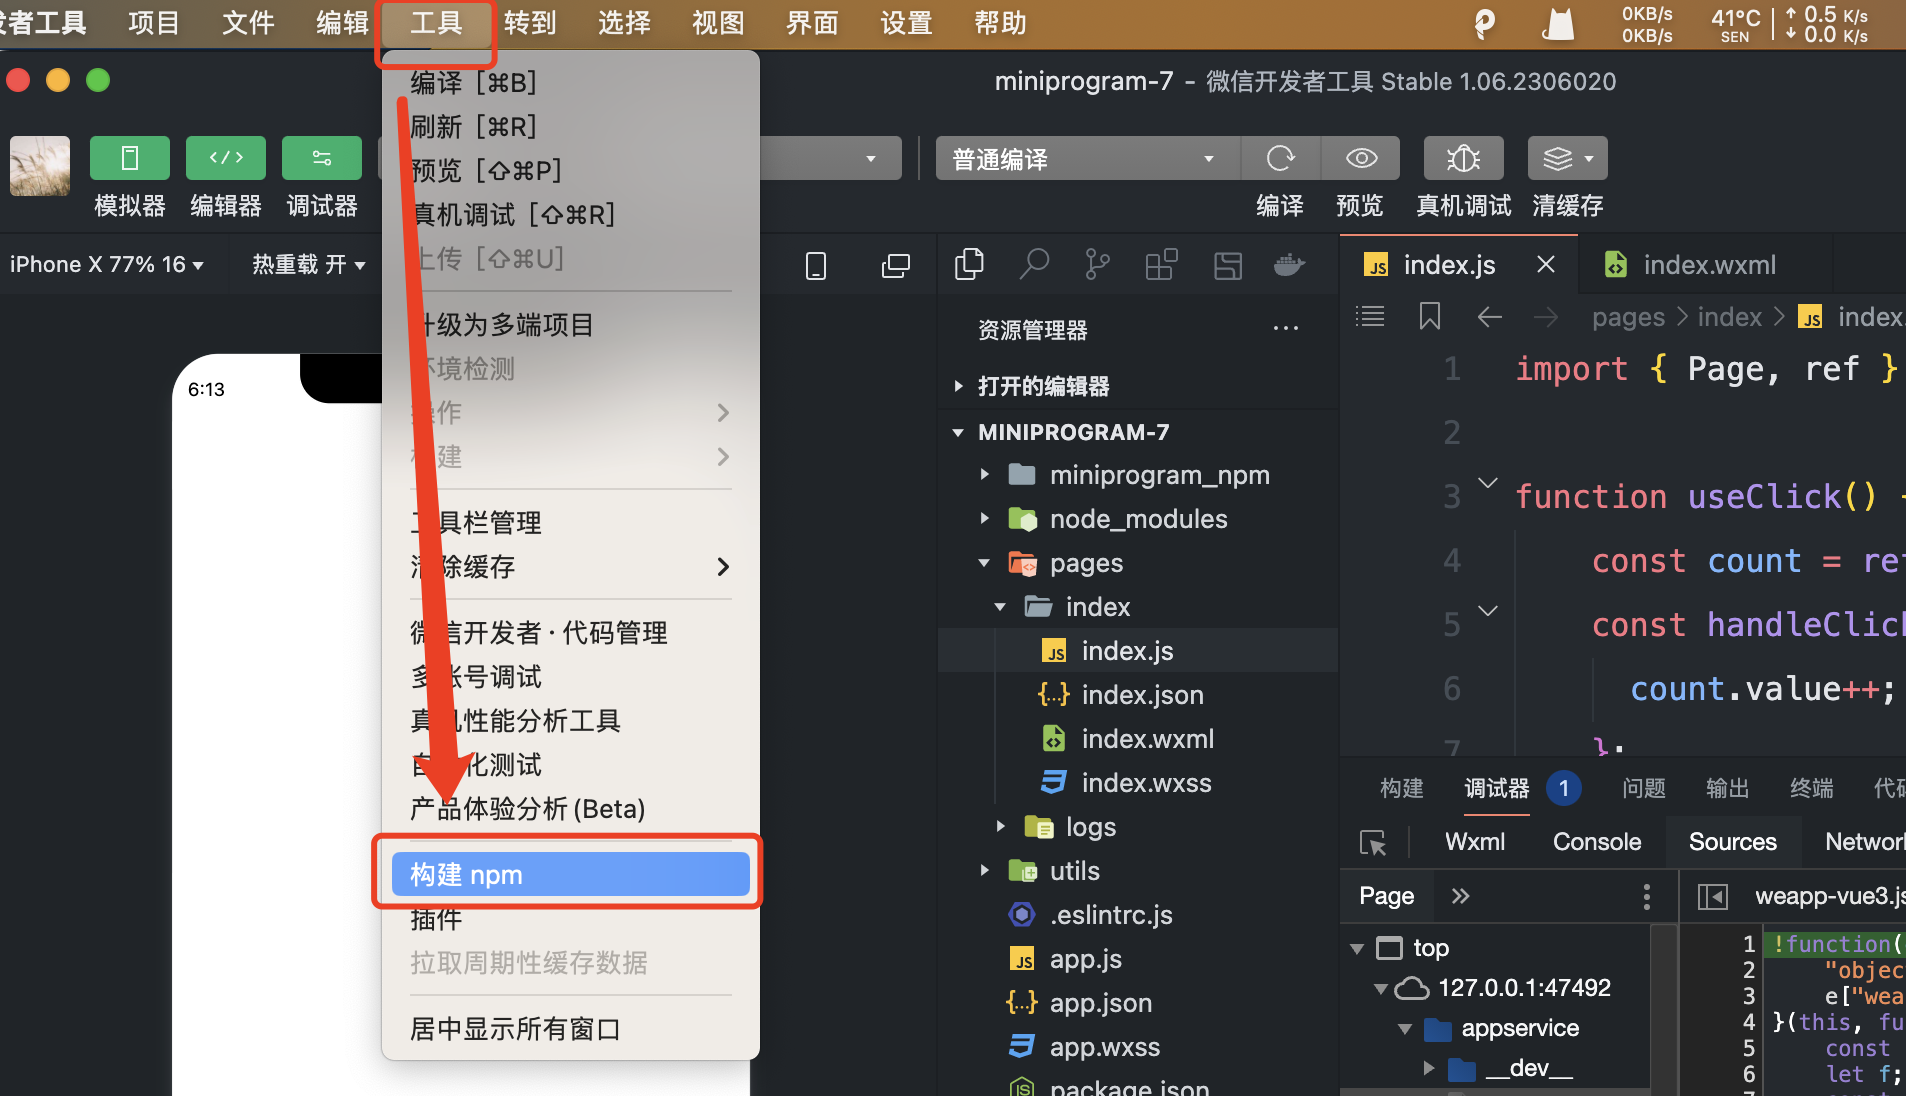 发者工具 项目 文件 编辑 工具 转到 选择 视图 界面 设置 帮助
0KB/s
0KB/s
41°C
SEN
↑ 0.5 K/s
↓ 0.0 K/s
miniprogram-7 - 微信开发者工具 Stable 1.06.2306020
普通编译
模拟器 编辑器 调试器
编译 预览 真机调试 清缓存
iPhone X 77% 16
热重载 开
6:13
编译 [⌘B]
刷新 [⌘R]
预览 [⇧⌘P]
真机调试 [⇧⌘R]
上传 [⇧⌘U]
升级为多端项目
环境检测
操作
构建
工具栏管理
清除缓存
微信开发者·代码管理
多账号调试
真机性能分析工具
自动化测试
产品体验分析(Beta)
构建 npm
插件
拉取周期性缓存数据
居中显示所有窗口
资源管理器
打开的编辑器
MINIPROGRAM-7
miniprogram_npm
node_modules
pages
index
index.js
index.json
index.wxml
index.wxss
logs
utils
.eslintrc.js
app.js
app.json
app.wxss
package.json
index.js
index.wxml
pages > index > index.
1 import { Page, ref }
2
3 function useClick()
4 const count = ref
5 const handleClick
6 count.value++;
7 };
构建 调试器 1 问题 输出 终端 代码
Wxml Console Sources Network
Page
weapp-vue3.js
top
127.0.0.1:47492
appservice
__dev__
1 !function(
2 "object
3 e["wea
4 }(this, fu
5 const
6 let f;
7 const